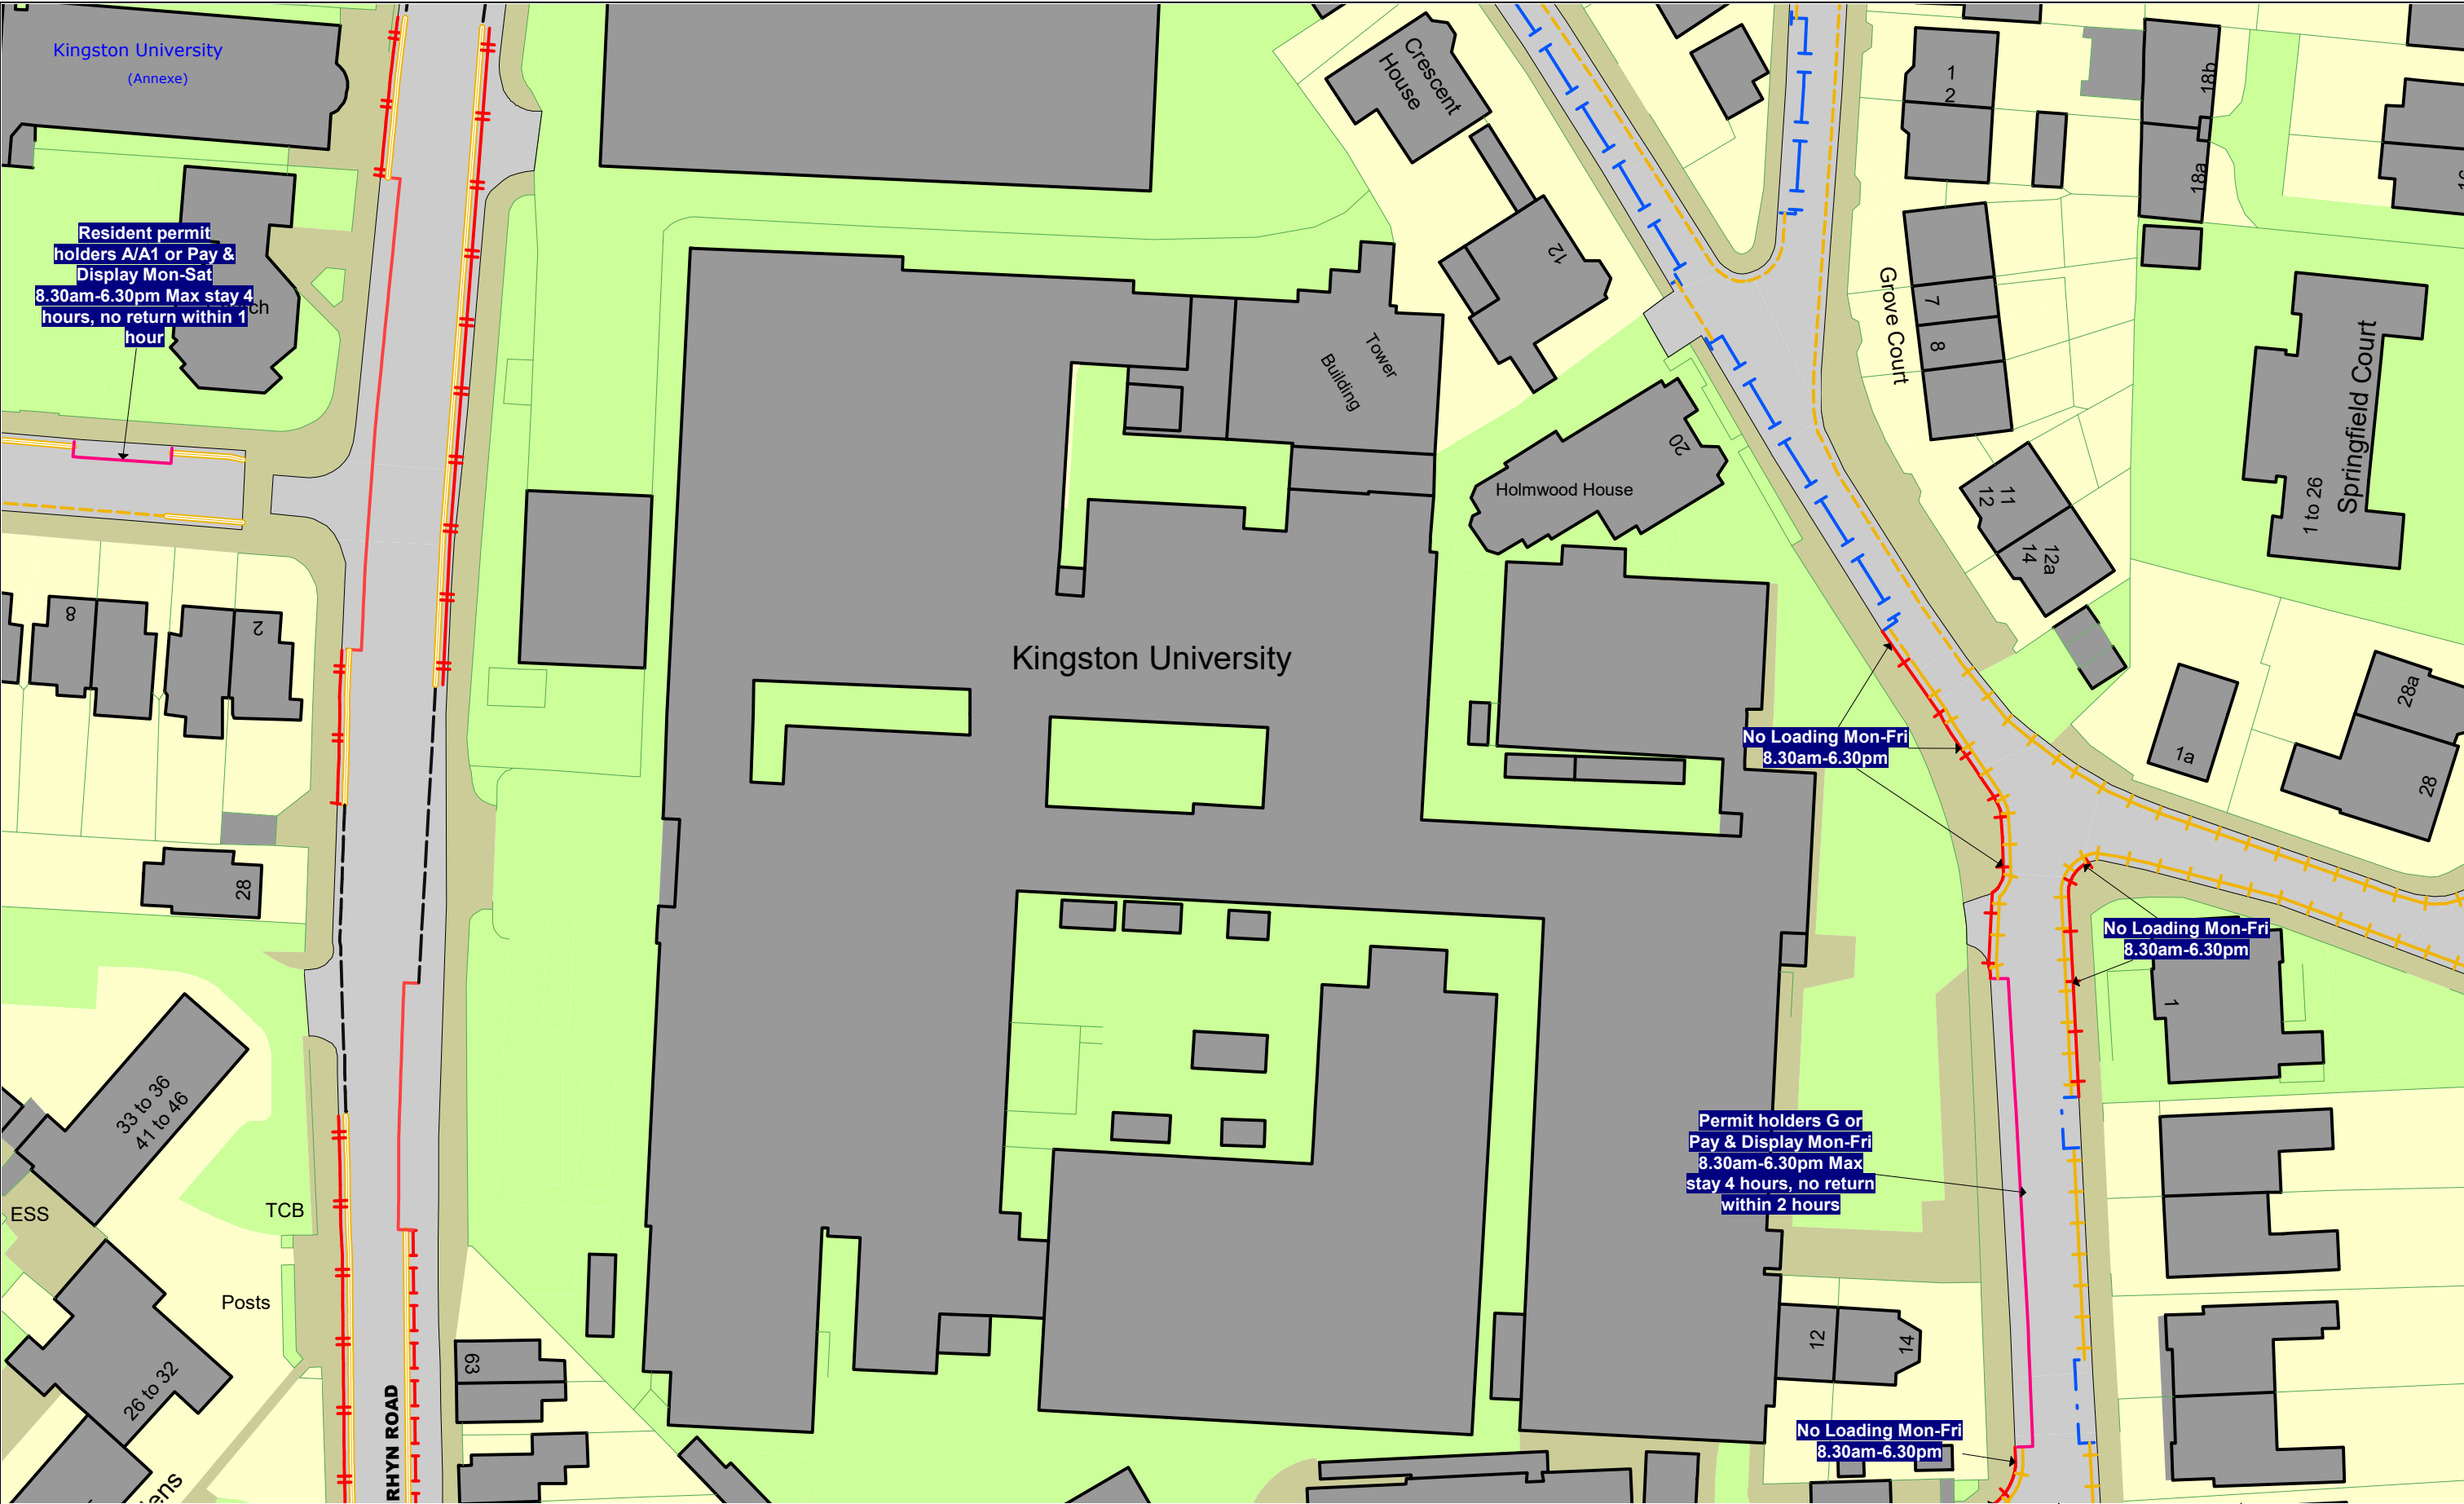 Kingston University
(Annexe)
Resident permit
holders A/A1 or Pay &
Display Mon-Sat
8.30am-6.30pm Max stay 4
hours, no return within 1
hour
8
2
28
33 to 36
41 to 46
TCB
ESS
Posts
26 to 32
RHYN ROAD
63
Kingston University
Tower
Building
Crescent
House
12
20
Holmwood House
1
2
18b
18a
Grove Court
7
8
11
12
12a
14
Springfield Court
1 to 26
1a
28a
28
No Loading Mon-Fri
8.30am-6.30pm
No Loading Mon-Fri
8.30am-6.30pm
1
Permit holders G or
Pay & Display Mon-Fri
8.30am-6.30pm Max
stay 4 hours, no return
within 2 hours
12
14
No Loading Mon-Fri
8.30am-6.30pm